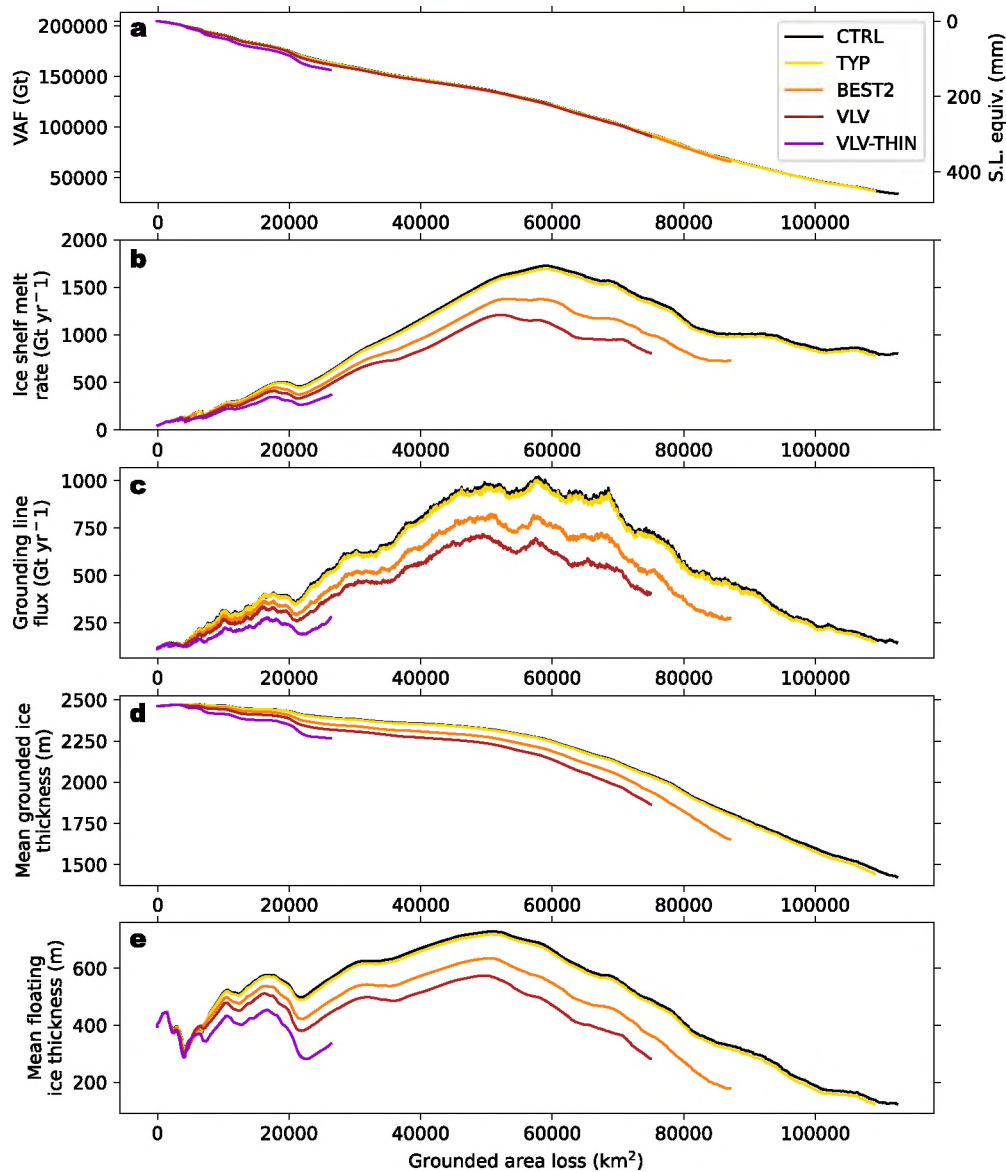 a
VAF (Gt)
200000
150000
100000
50000
0
200
400
S.L. equiv. (mm)
CTRL
TYP
BEST2
VLV
VLV-THIN
0 20000 40000 60000 80000 100000
b
Ice shelf melt
rate (Gt yr−1)
2000
1500
1000
500
0
0 20000 40000 60000 80000 100000
c
Grounding line
flux (Gt yr−1)
1000
750
500
250
0 20000 40000 60000 80000 100000
d
Mean grounded ice
thickness (m)
2500
2250
2000
1750
1500
0 20000 40000 60000 80000 100000
e
Mean floating
ice thickness (m)
600
400
200
0 20000 40000 60000 80000 100000
Grounded area loss (km²)